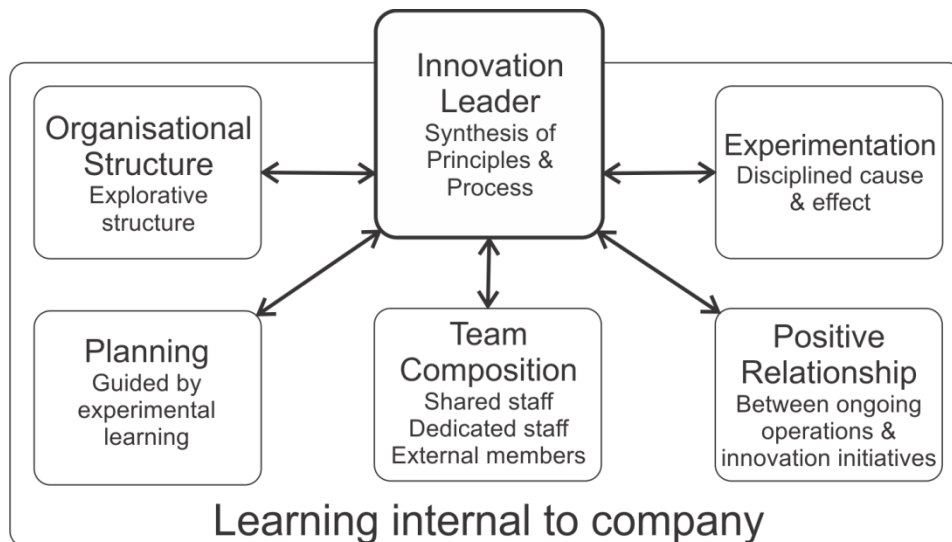 Innovation
Leader
Synthesis of
Principles &
Process
Organisational
Structure
Explorative
structure
Experimentation
Disciplined cause
& effect
Planning
Guided by
experimental
learning
Team
Composition
Shared staff
Dedicated staff
External members
Positive
Relationship
Between ongoing
operations &
innovation initiatives
Learning internal to company